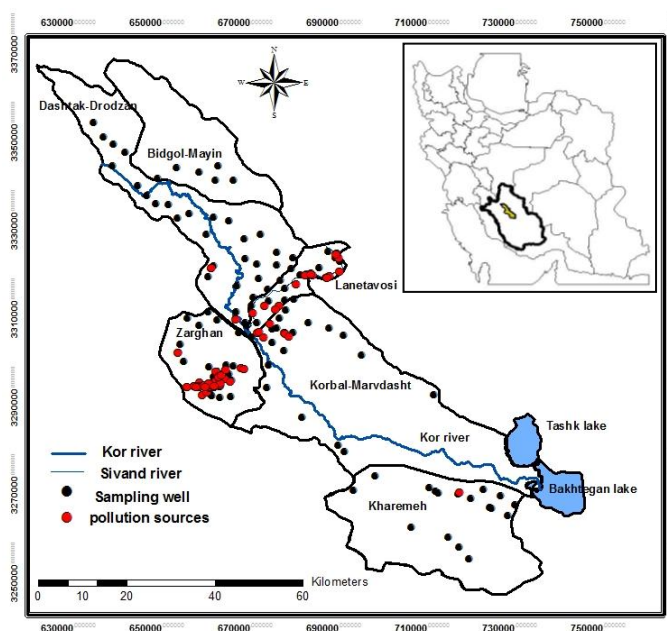 630000 650000 670000 690000 710000 730000 750000
3370000
3350000
3330000
3310000
3290000
3270000
3250000
N
W E
S
Dashtak-Drodzan
Bidgol-Mayin
Lanetavosi
Zarghan
Korbal-Marvdasht
Tashk lake
Kor river
Bakhtegan lake
Kharemeh
Kor river
Sivand river
Sampling well
pollution sources
Kilometers
0 10 20 40 60
630000 650000 670000 690000 710000 730000 750000